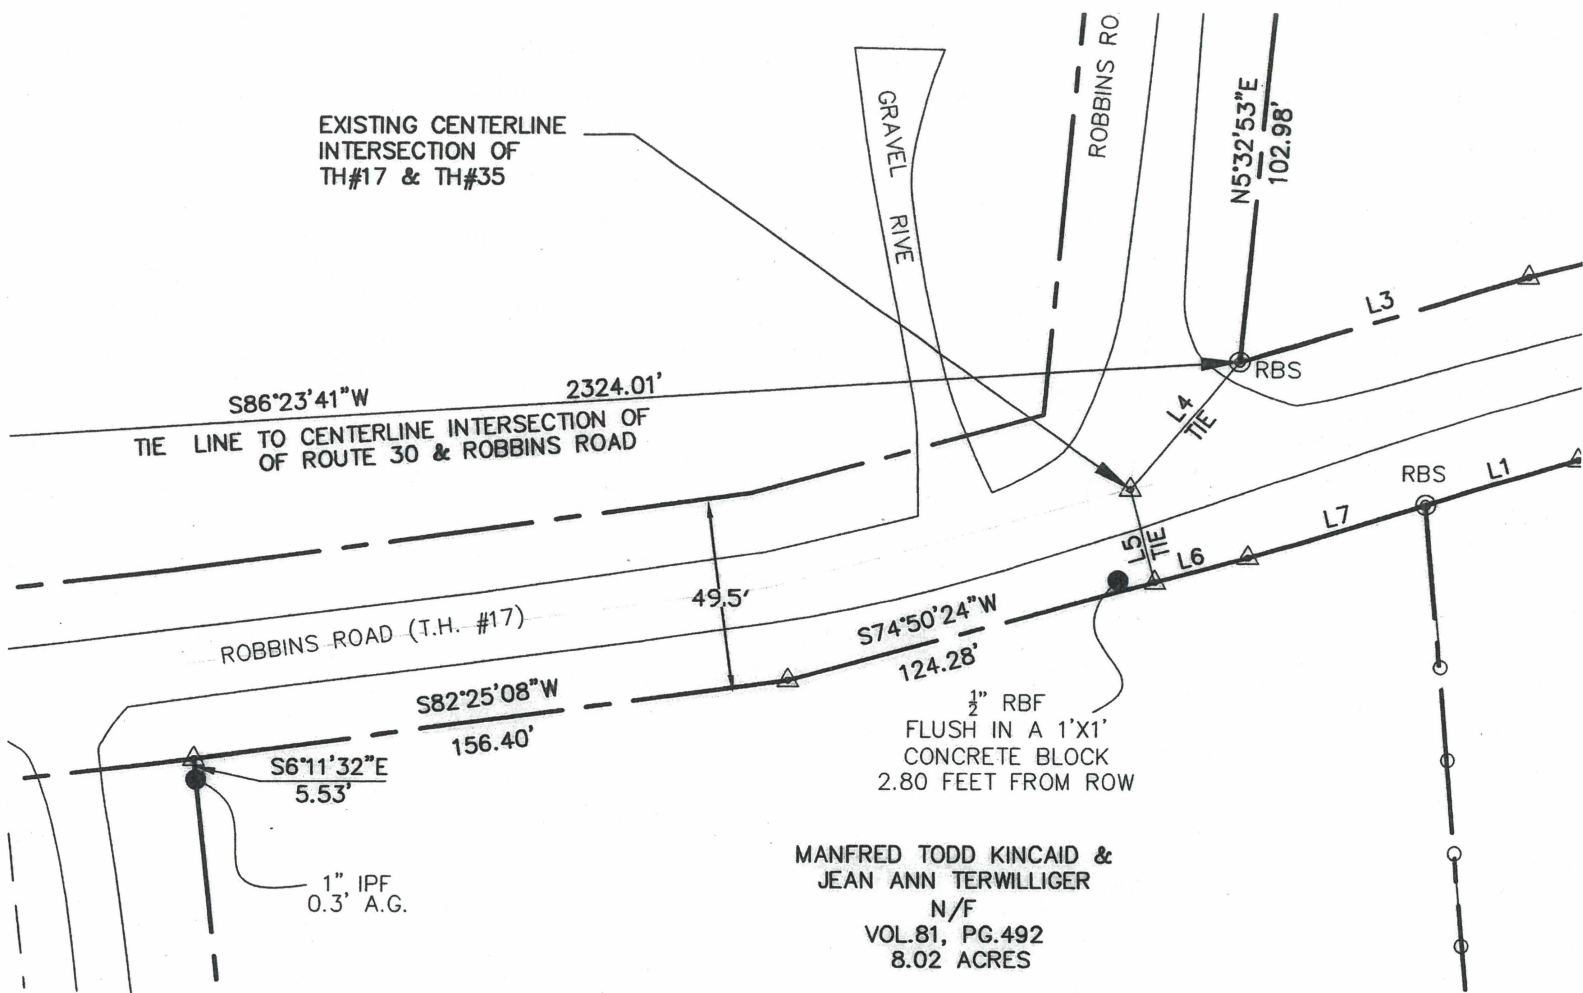 EXISTING CENTERLINE
INTERSECTION OF
TH#17 & TH#35
GRAVEL RIVE
ROBBINS RO
N5°32'53"E
102.98'
L3
RBS
S86°23'41"W 2324.01'
TIE LINE TO CENTERLINE INTERSECTION OF
OF ROUTE 30 & ROBBINS ROAD
L4
TIE
RBS
L1
L7
L5
TIE
L6
49.5'
ROBBINS ROAD (T.H. #17)
S74°50'24"W
124.28'
S82°25'08"W
156.40'
½" RBF
FLUSH IN A 1'X1'
CONCRETE BLOCK
2.80 FEET FROM ROW
S6°11'32"E
5.53'
1" IPF
0.3' A.G.
MANFRED TODD KINCAID &
JEAN ANN TERWILLIGER
N/F
VOL.81, PG.492
8.02 ACRES